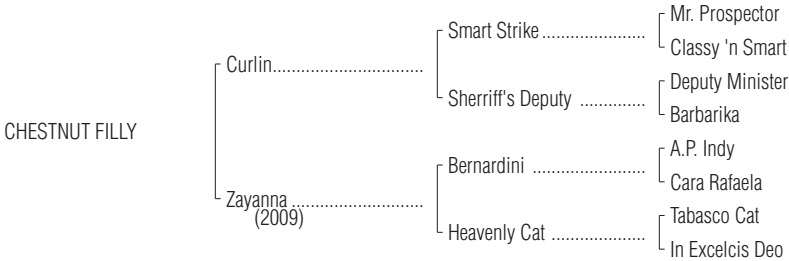 Mr. Prospector
Smart Strike......................
Classy 'n Smart
Curlin................................
Deputy Minister
Sherriff's Deputy ..............
Barbarika
CHESTNUT FILLY
A.P. Indy
Bernardini ........................
Cara Rafaela
Zayanna ............................
(2009)
Tabasco Cat
Heavenly Cat ....................
In Excelcis Deo